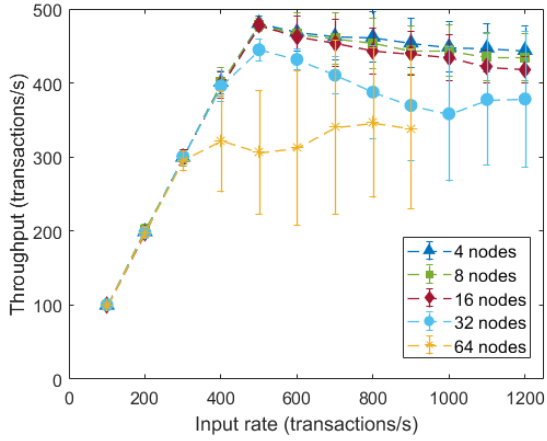 500
400
300
200
100
0
Throughput (transactions/s)
4 nodes
8 nodes
16 nodes
32 nodes
64 nodes
0 200 400 600 800 1000 1200
Input rate (transactions/s)